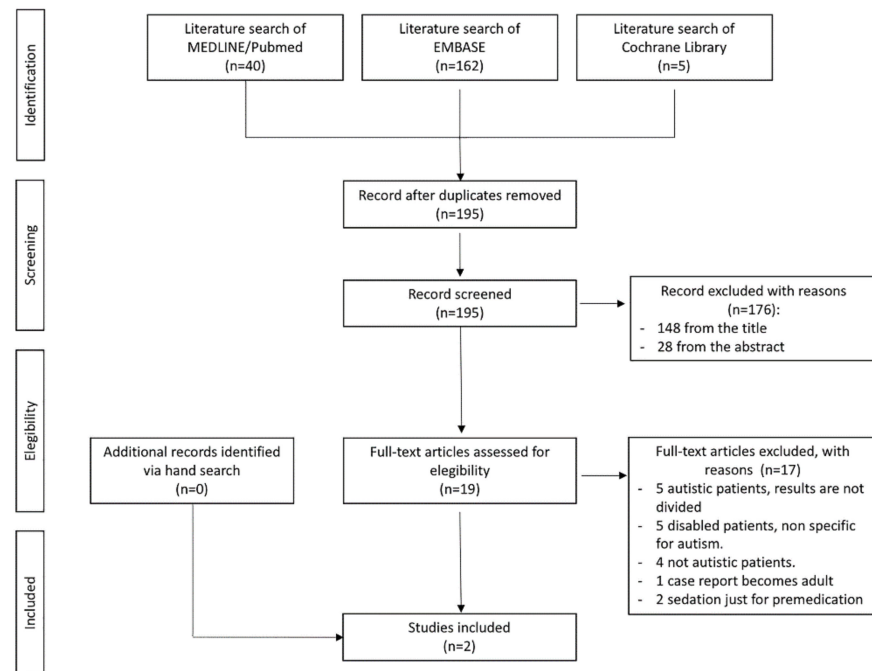 Identification
Literature search of
MEDLINE/Pubmed
(n=40)
Literature search of
EMBASE
(n=162)
Literature search of
Cochrane Library
(n=5)
Screening
Record after duplicates removed
(n=195)
Record screened
(n=195)
Record excluded with reasons
(n=176):
- 148 from the title
- 28 from the abstract
Elegibility
Additional records identified
via hand search
(n=0)
Full-text articles assessed for
elegibility
(n=19)
Full-text articles excluded, with
reasons (n=17)
- 5 autistic patients, results are not
divided
- 5 disabled patients, non specific
for autism.
- 4 not autistic patients.
- 1 case report becomes adult
- 2 sedation just for premedication
Included
Studies included
(n=2)